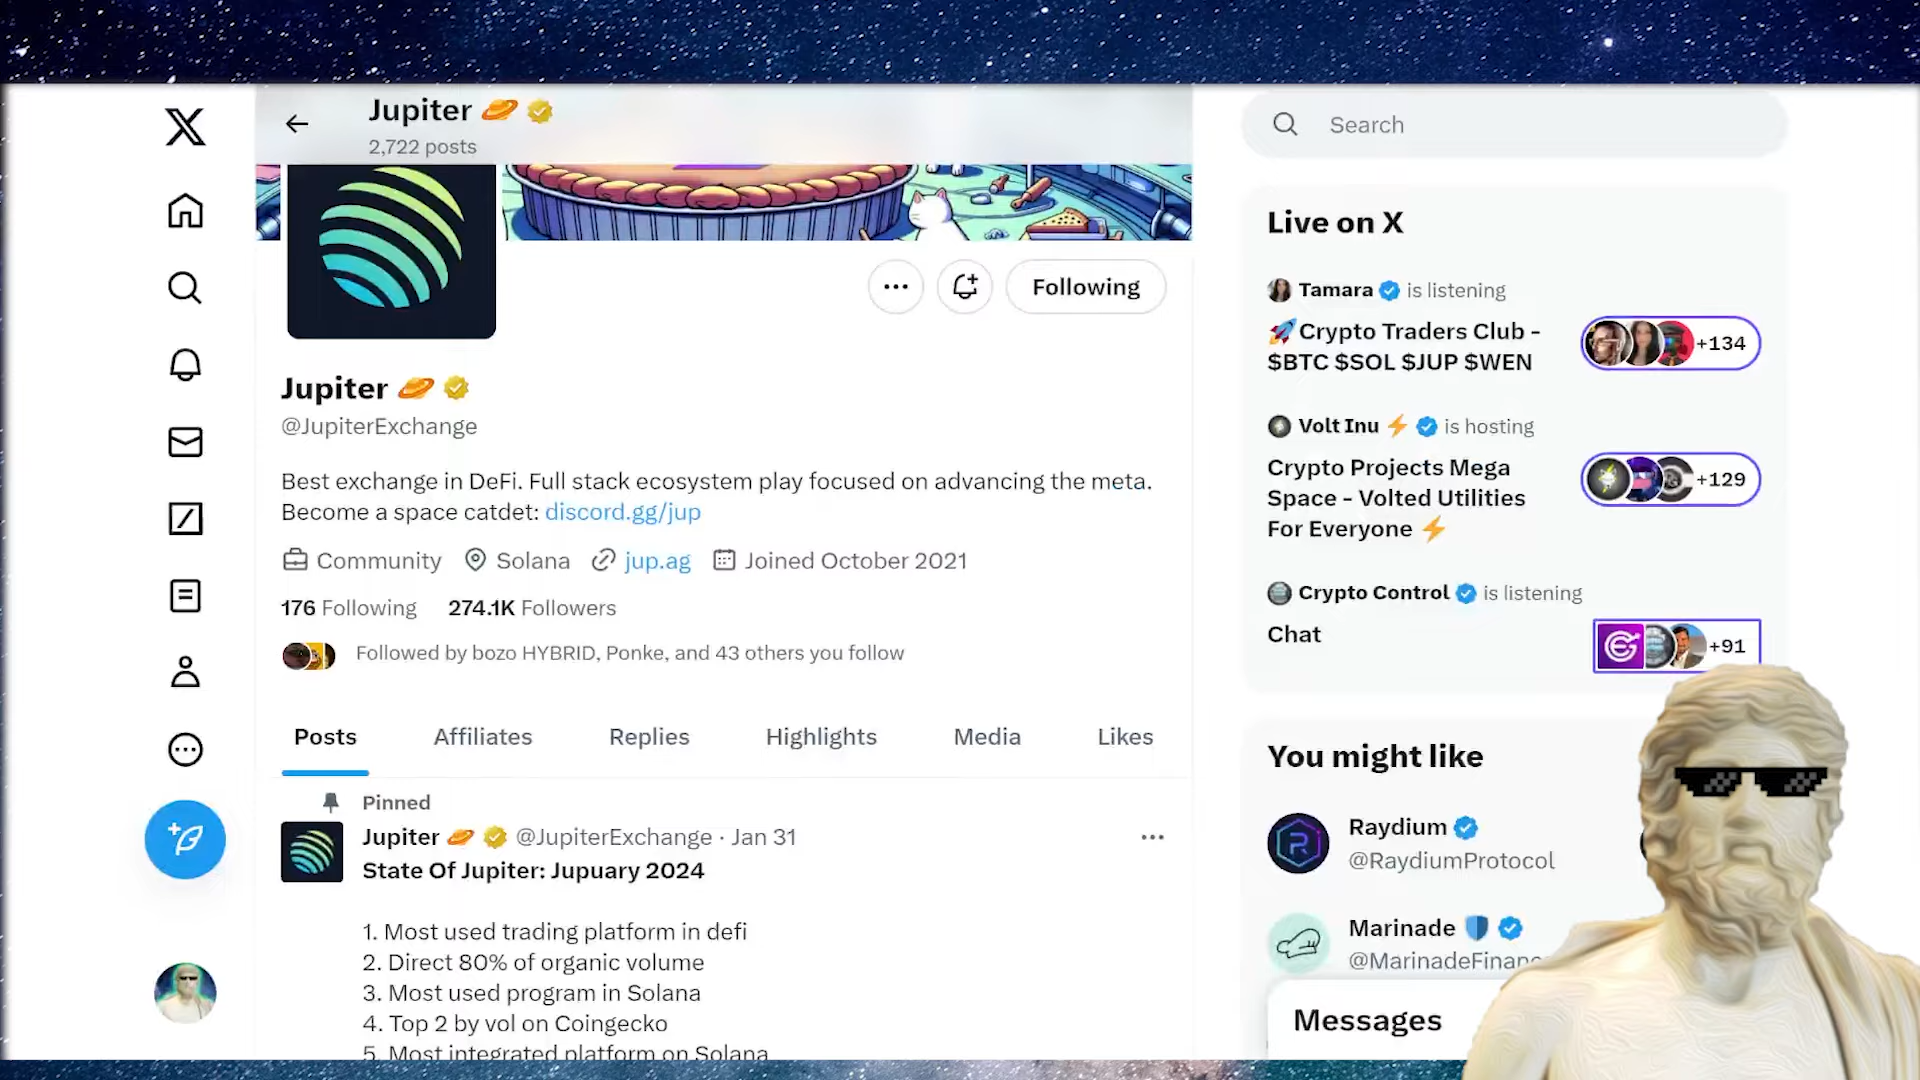 Jupiter
2,722 posts
Following
Jupiter
@JupiterExchange
Best exchange in DeFi. Full stack ecosystem play focused on advancing the meta.
Become a space catdet: discord.gg/jup
Community Solana jup.ag Joined October 2021
176 Following 274.1K Followers
Followed by bozo HYBRID, Ponke, and 43 others you follow
Posts Affiliates Replies Highlights Media Likes
Pinned
Jupiter @JupiterExchange · Jan 31
State Of Jupiter: Jupuary 2024
1. Most used trading platform in defi
2. Direct 80% of organic volume
3. Most used program in Solana
4. Top 2 by vol on Coingecko
5. Most integrated platform on Solana
Search
Live on X
Tamara is listening
🚀Crypto Traders Club -
$BTC $SOL $JUP $WEN
+134
Volt Inu ⚡ is hosting
Crypto Projects Mega
Space - Volted Utilities
For Everyone ⚡
+129
Crypto Control is listening
Chat
+91
You might like
Raydium
@RaydiumProtocol
Marinade
@MarinadeFinanc
Messages